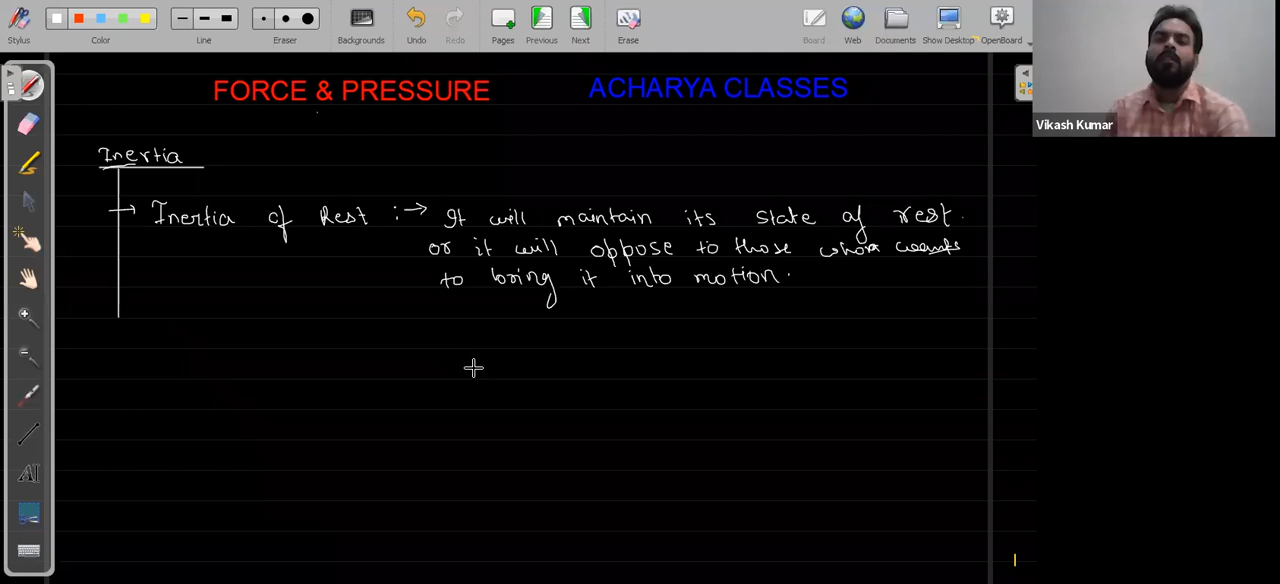 Stylus Color Line Eraser Backgrounds Undo Redo Pages Previous Next Erase Board Web Documents Show Desktop OpenBoard
FORCE & PRESSURE ACHARYA CLASSES
Vikash Kumar
Inertia
→ Inertia of Rest :→ It will maintain its state of rest.
or it will oppose to those who wants
to bring it into motion.